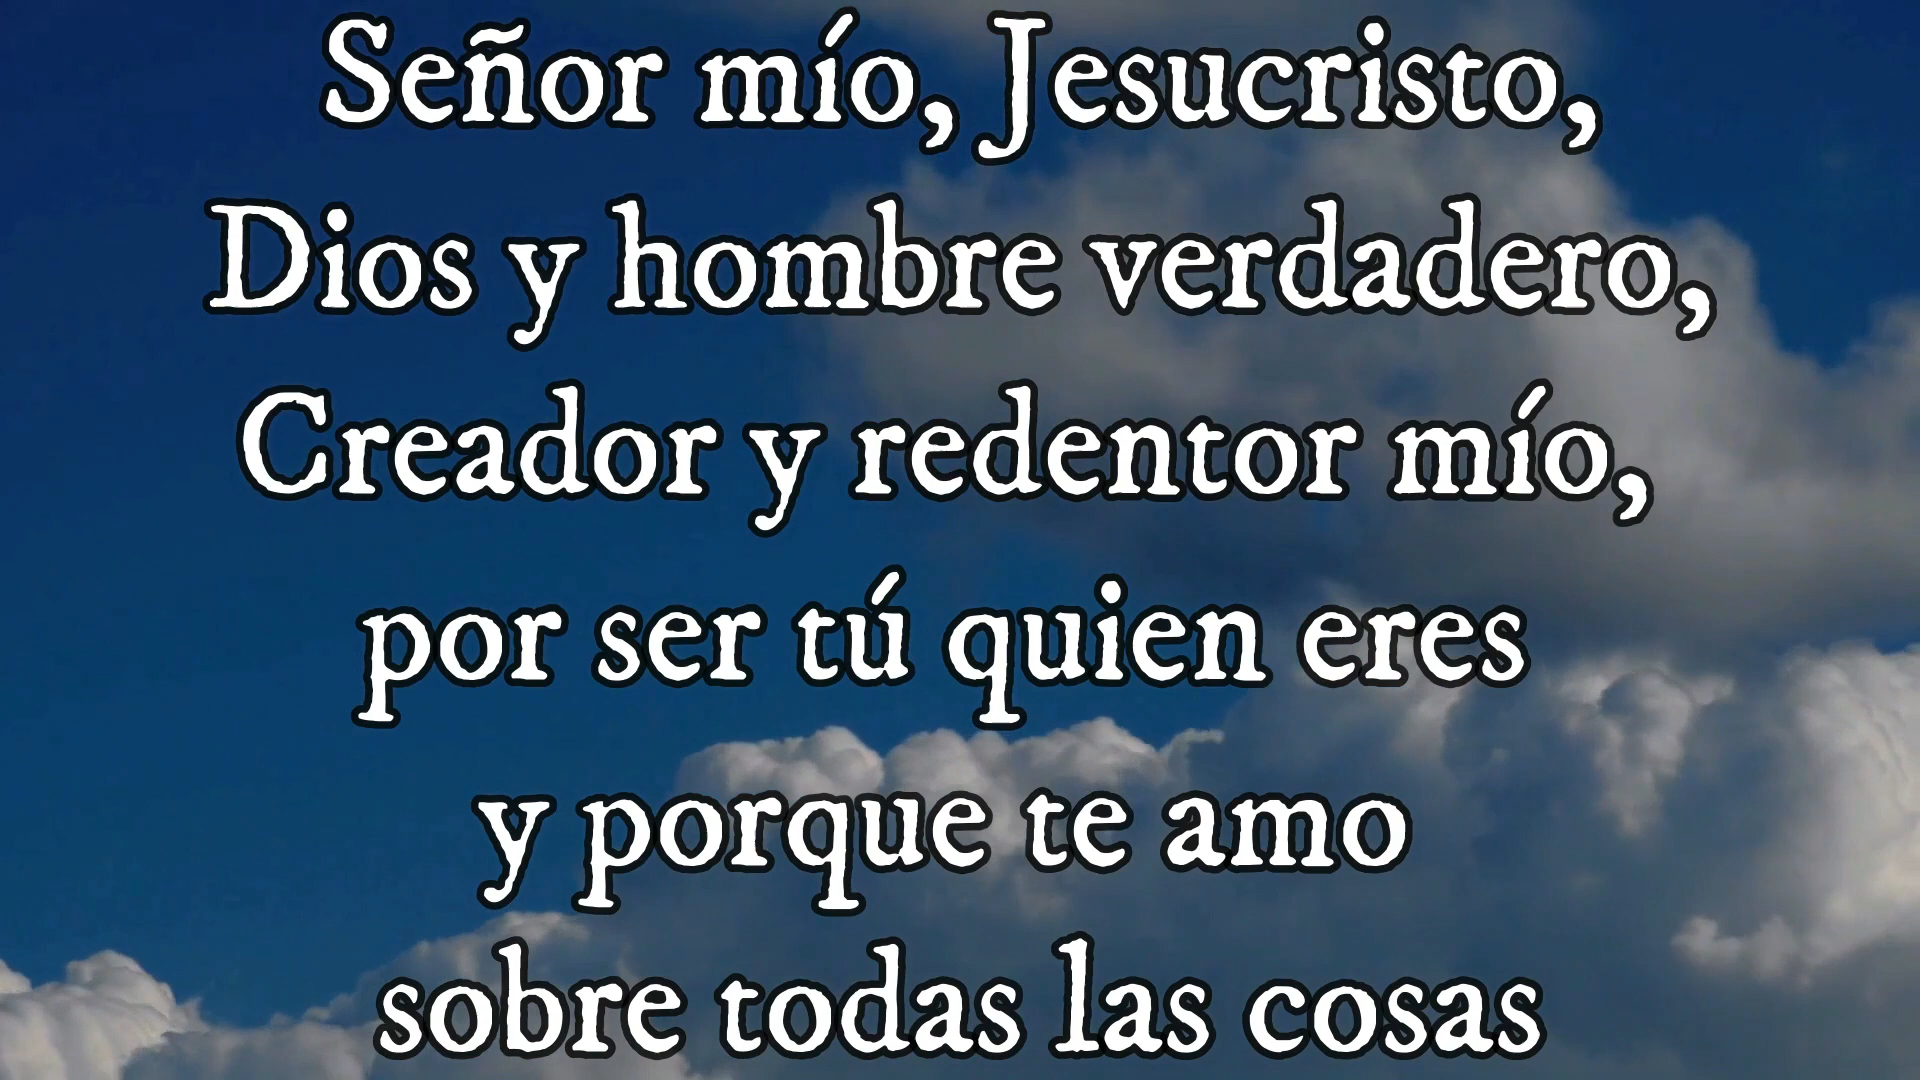 Señor mío, Jesucristo,
Dios y hombre verdadero,
Creador y redentor mío,
por ser tú quien eres
y porque te amo
sobre todas las cosas